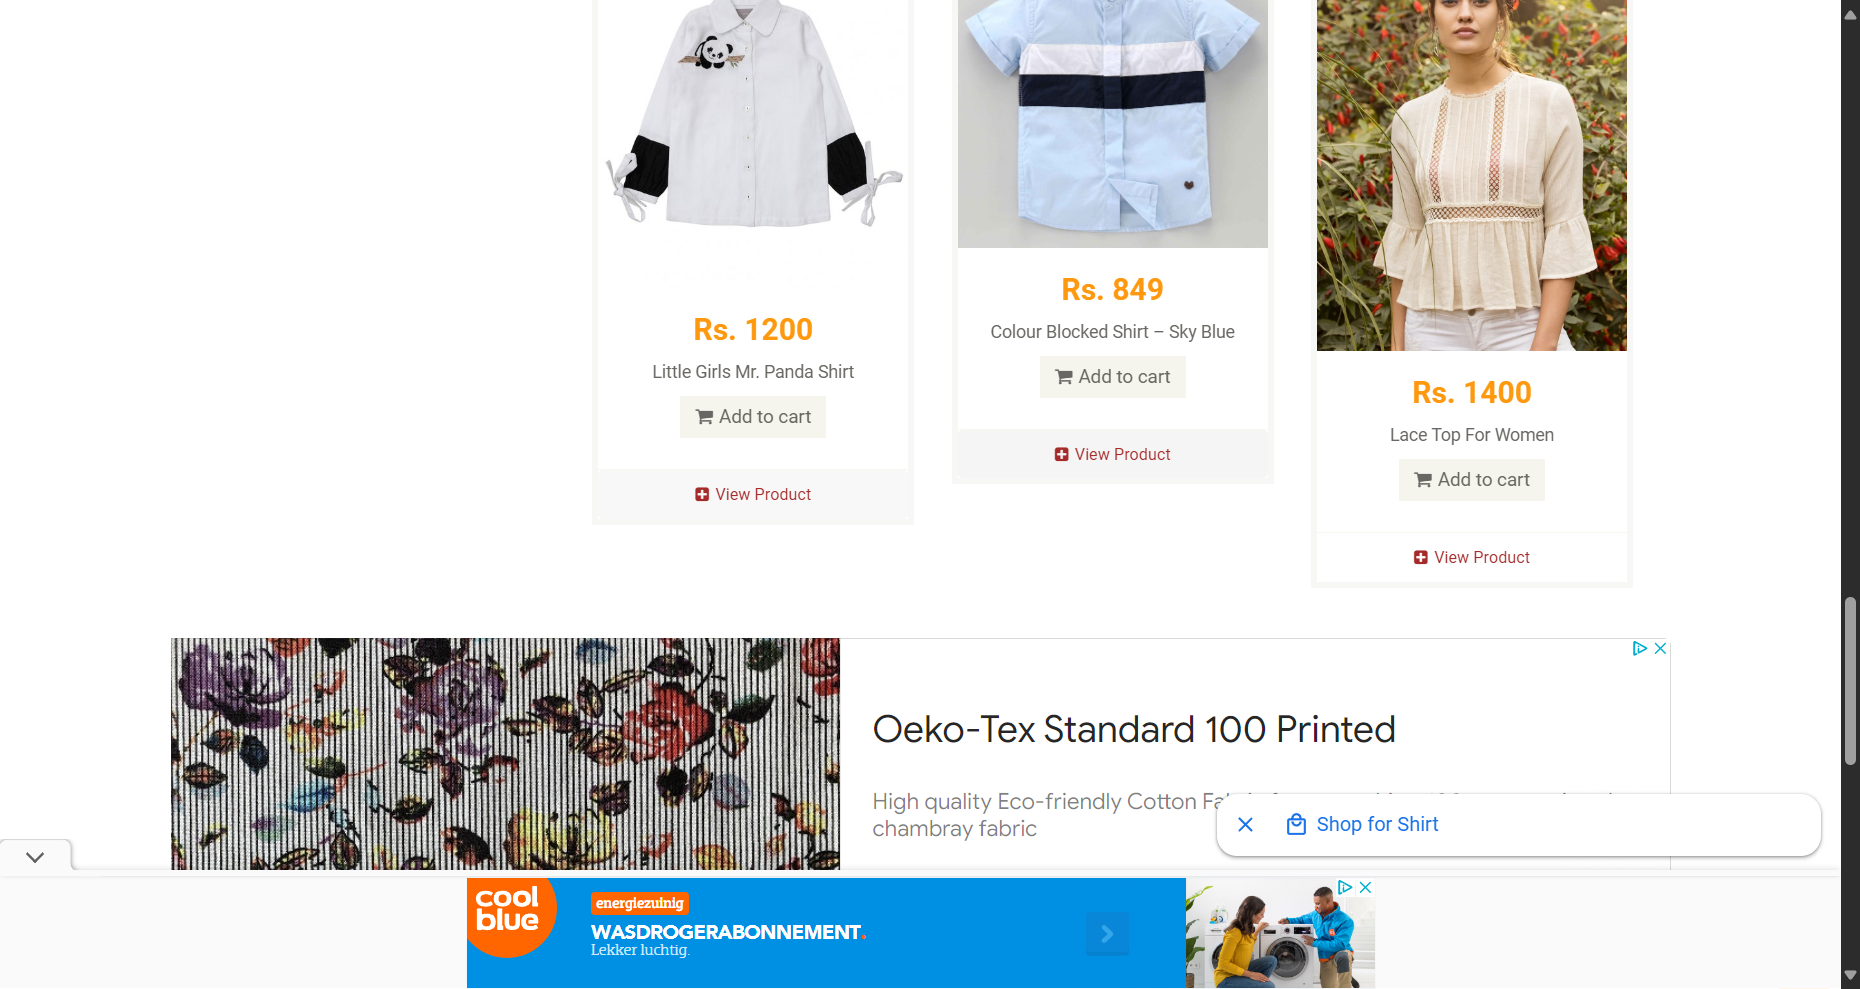 Rs. 1200
Little Girls Mr. Panda Shirt
Add to cart
View Product
Rs. 849
Colour Blocked Shirt – Sky Blue
Add to cart
View Product
Rs. 1400
Lace Top For Women
Add to cart
View Product
Oeko-Tex Standard 100 Printed
High quality Eco-friendly Cotton
chambray fabric
Shop for Shirt
cool
blue
energiezuinig
WASDROGERABONNEMENT.
Lekker luchtig.